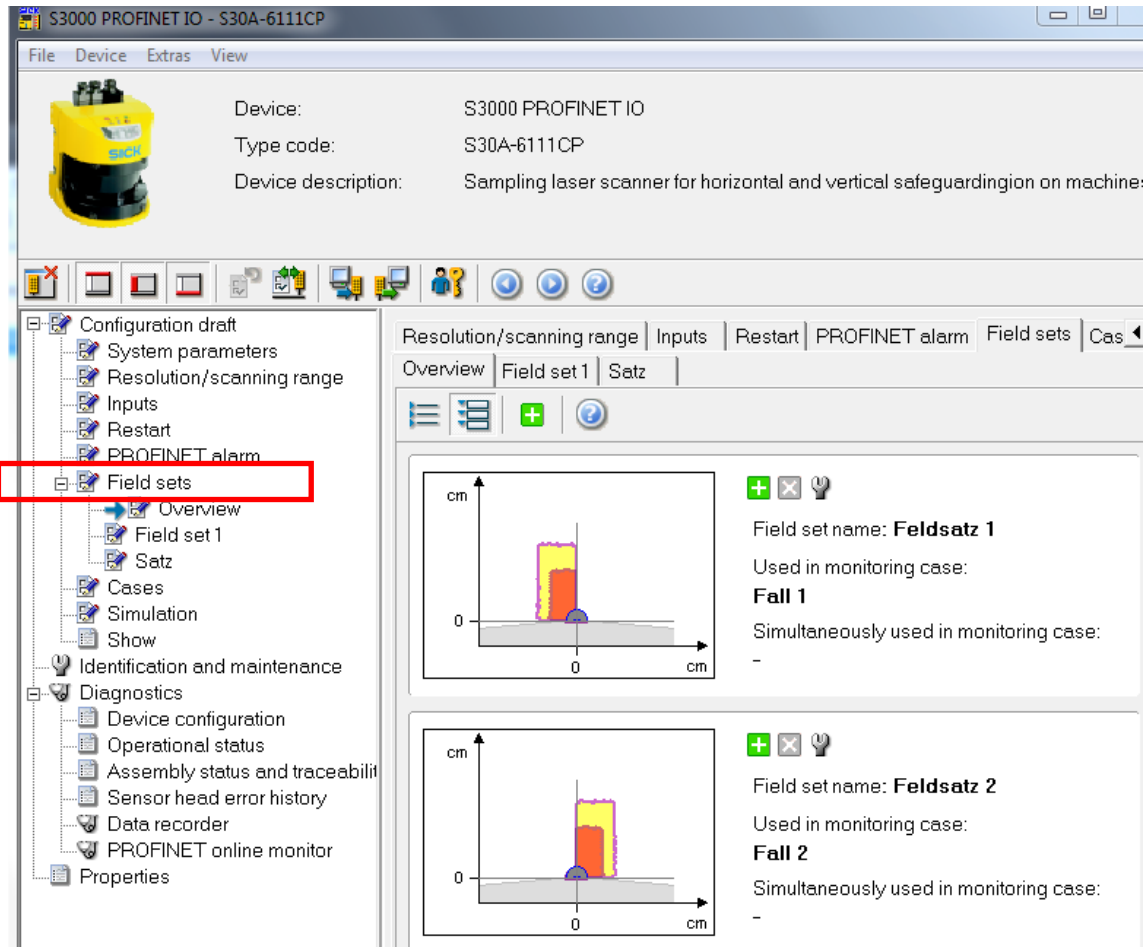 S3000 PROFINET IO - S30A-6111CP
File Device Extras View
SICK
Device: S3000 PROFINET IO
Type code: S30A-6111CP
Device description: Sampling laser scanner for horizontal and vertical safeguardingion on machines
Configuration draft
System parameters
Resolution/scanning range
Inputs
Restart
PROFINET alarm
Field sets
Overview
Field set 1
Satz
Cases
Simulation
Show
Identification and maintenance
Diagnostics
Device configuration
Operational status
Assembly status and traceabilit
Sensor head error history
Data recorder
PROFINET online monitor
Properties
Resolution/scanning range Inputs Restart PROFINET alarm Field sets Cas
Overview Field set 1 Satz
cm
0
0 cm
Field set name: Feldsatz 1
Used in monitoring case:
Fall 1
Simultaneously used in monitoring case:
-
cm
0
0 cm
Field set name: Feldsatz 2
Used in monitoring case:
Fall 2
Simultaneously used in monitoring case:
-